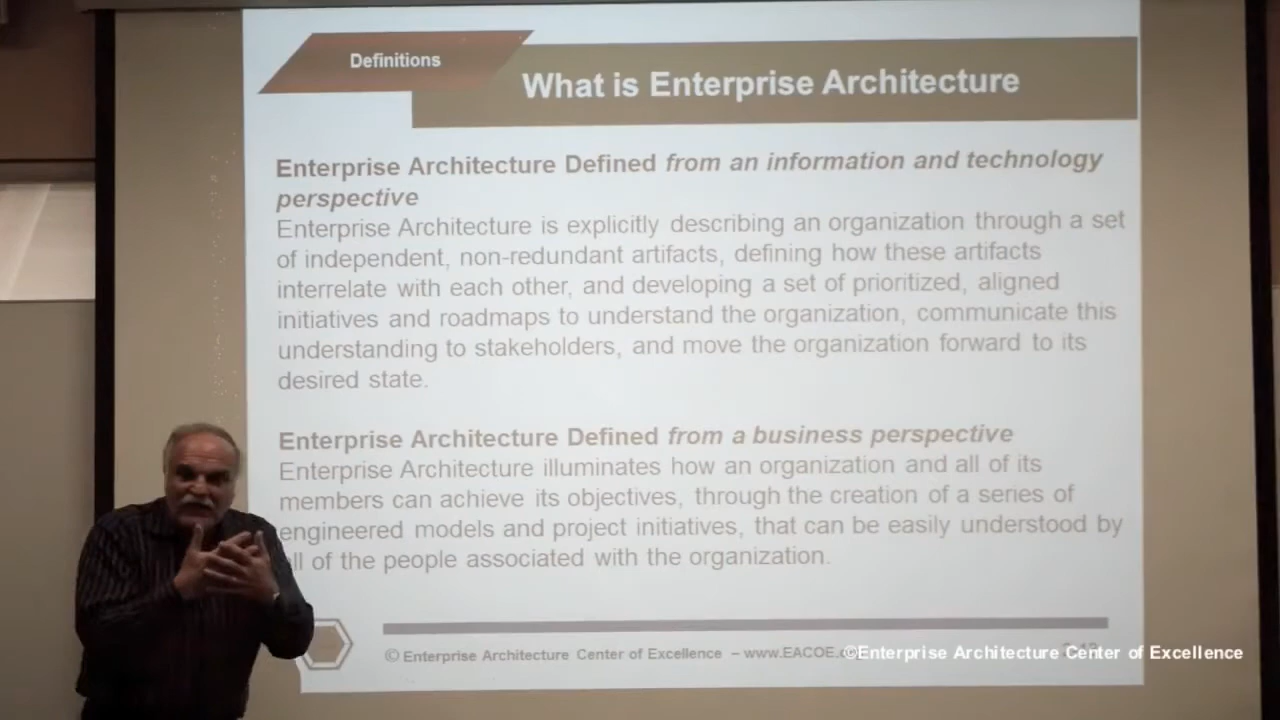 Definitions
What is Enterprise Architecture
Enterprise Architecture Defined from an information and technology
perspective
Enterprise Architecture is explicitly describing an organization through a set
of independent, non-redundant artifacts, defining how these artifacts
interrelate with each other, and developing a set of prioritized, aligned
initiatives and roadmaps to understand the organization, communicate this
understanding to stakeholders, and move the organization forward to its
desired state.
Enterprise Architecture Defined from a business perspective
Enterprise Architecture illuminates how an organization and all of its
members can achieve its objectives, through the creation of a series of
engineered models and project initiatives, that can be easily understood by
all of the people associated with the organization.
© Enterprise Architecture Center of Excellence – www.EACOE.
©Enterprise Architecture Center of Excellence